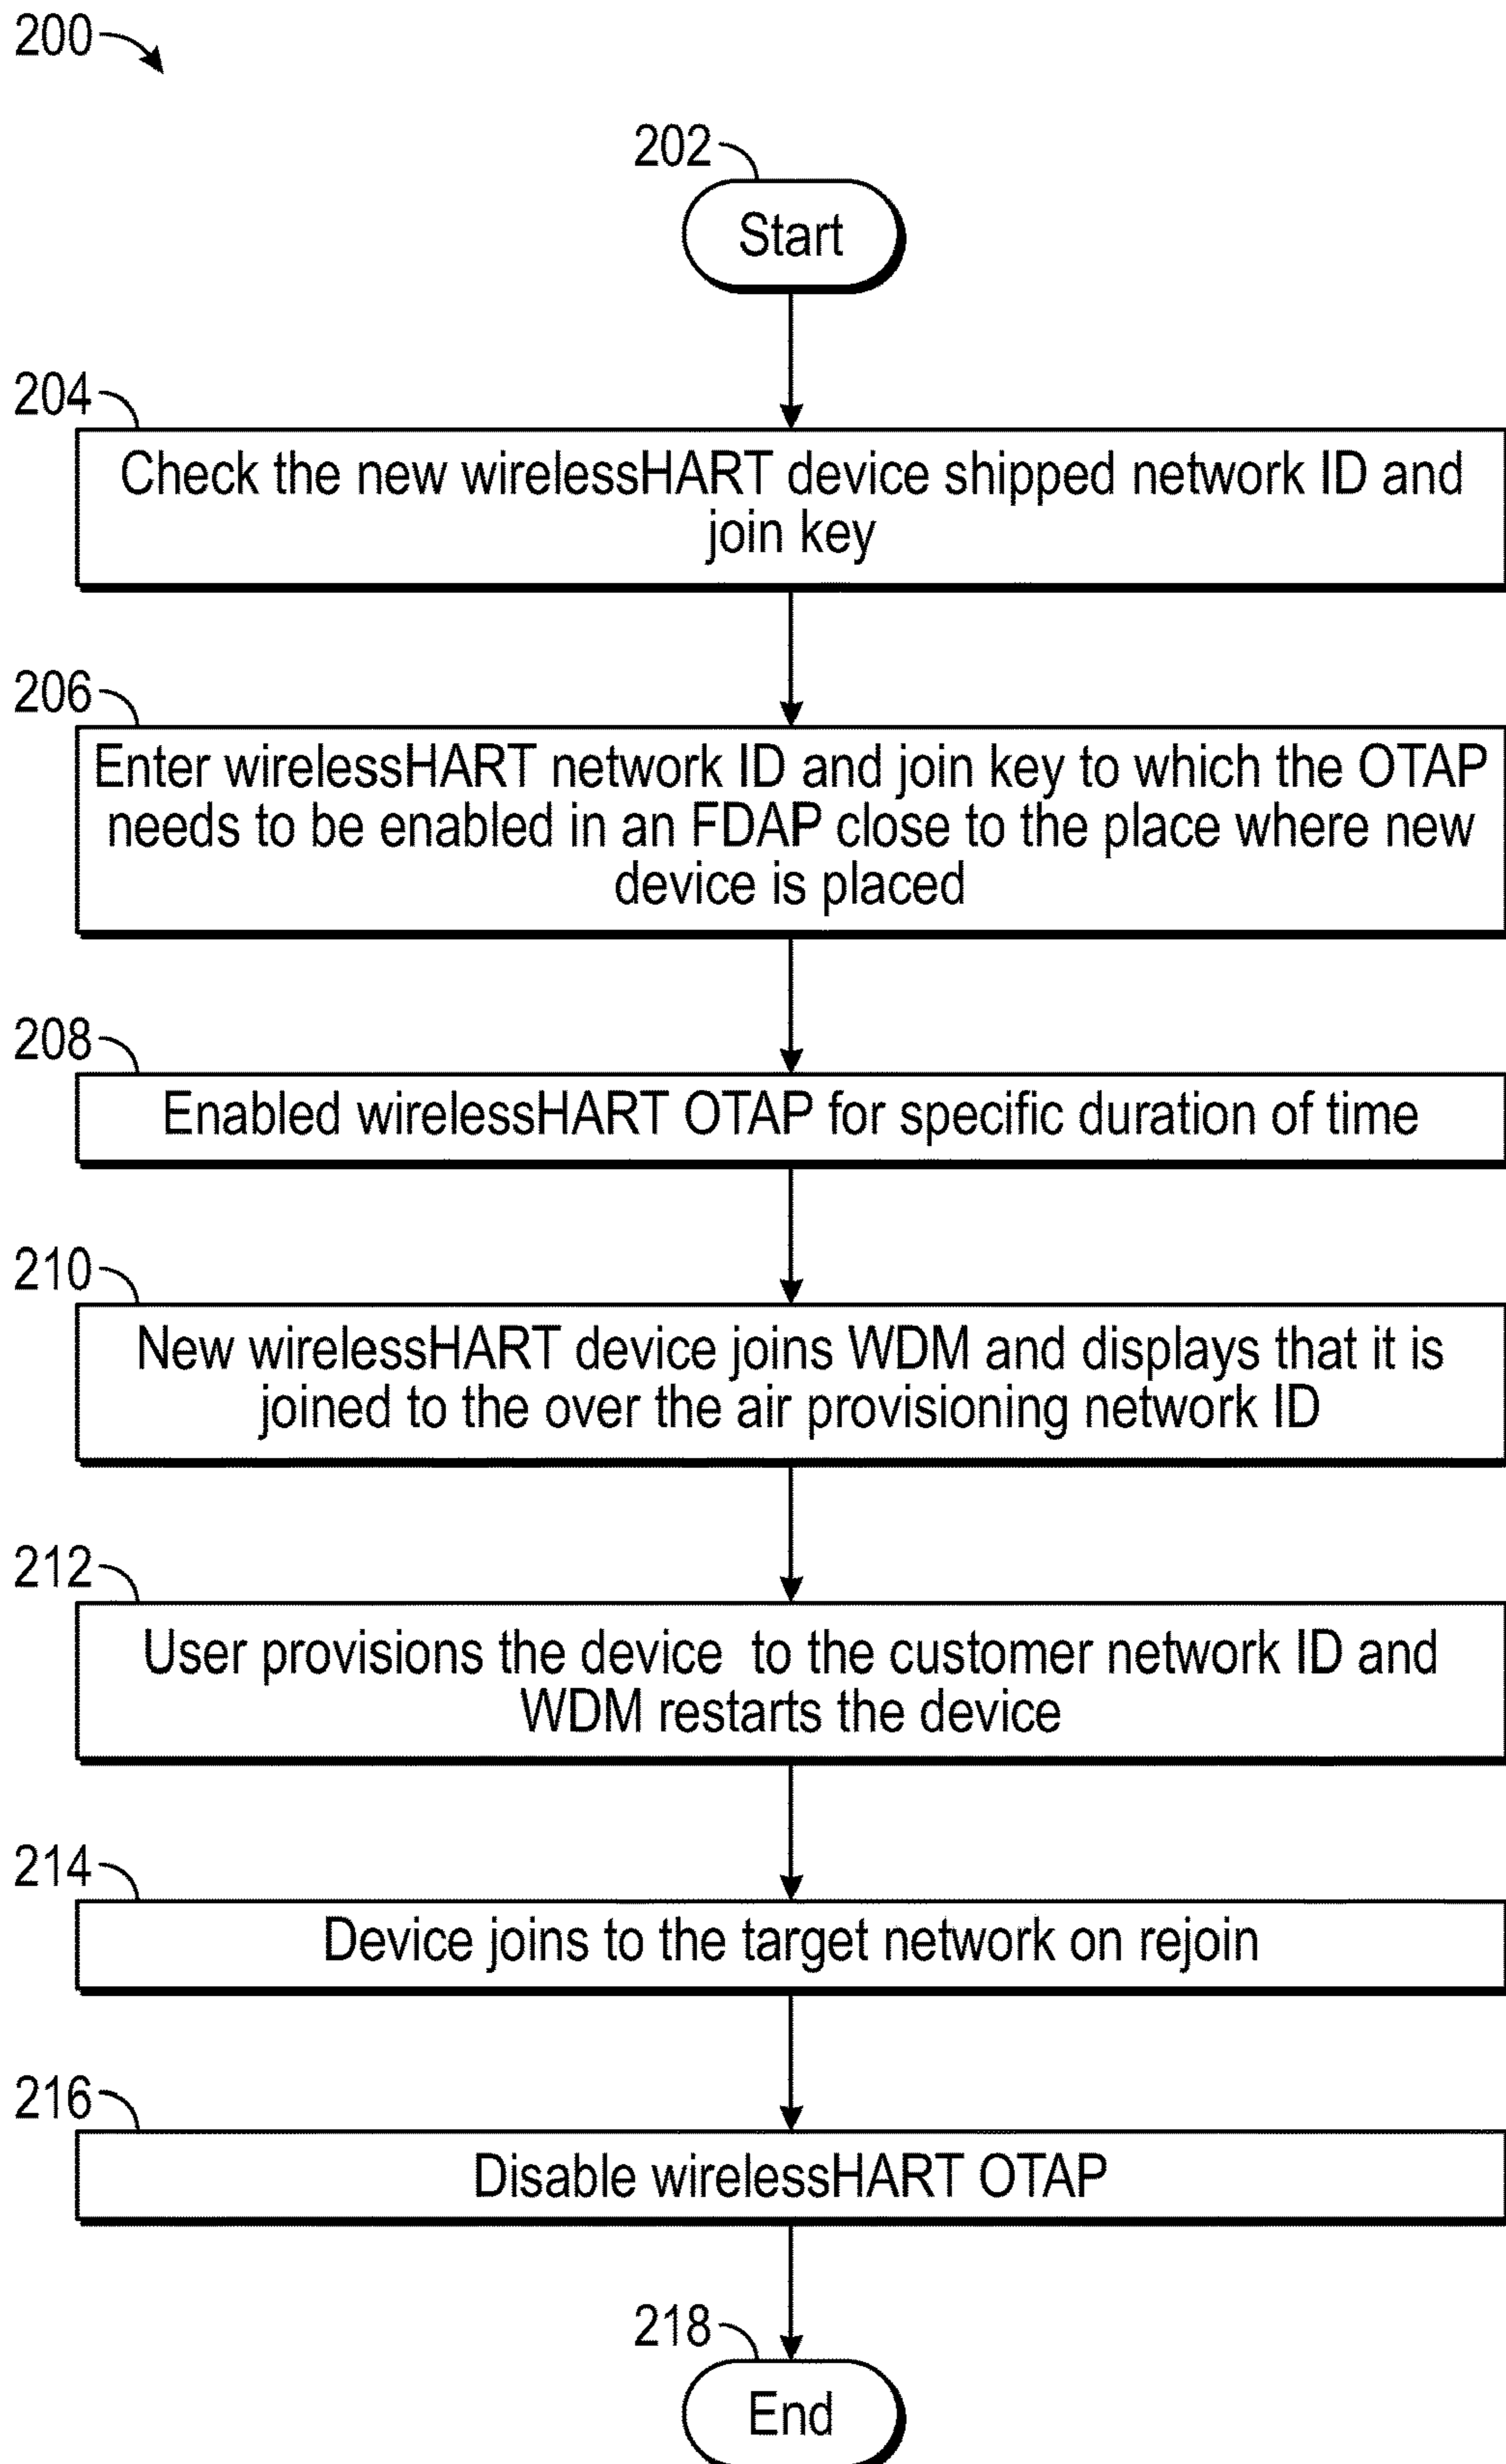 200
202
Start
204
Check the new wirelessHART device shipped network ID and
join key
206
Enter wirelessHART network ID and join key to which the OTAP
needs to be enabled in an FDAP close to the place where new
device is placed
208
Enabled wirelessHART OTAP for specific duration of time
210
New wirelessHART device joins WDM and displays that it is
joined to the over the air provisioning network ID
212
User provisions the device to the customer network ID and
WDM restarts the device
214
Device joins to the target network on rejoin
216
Disable wirelessHART OTAP
218
End